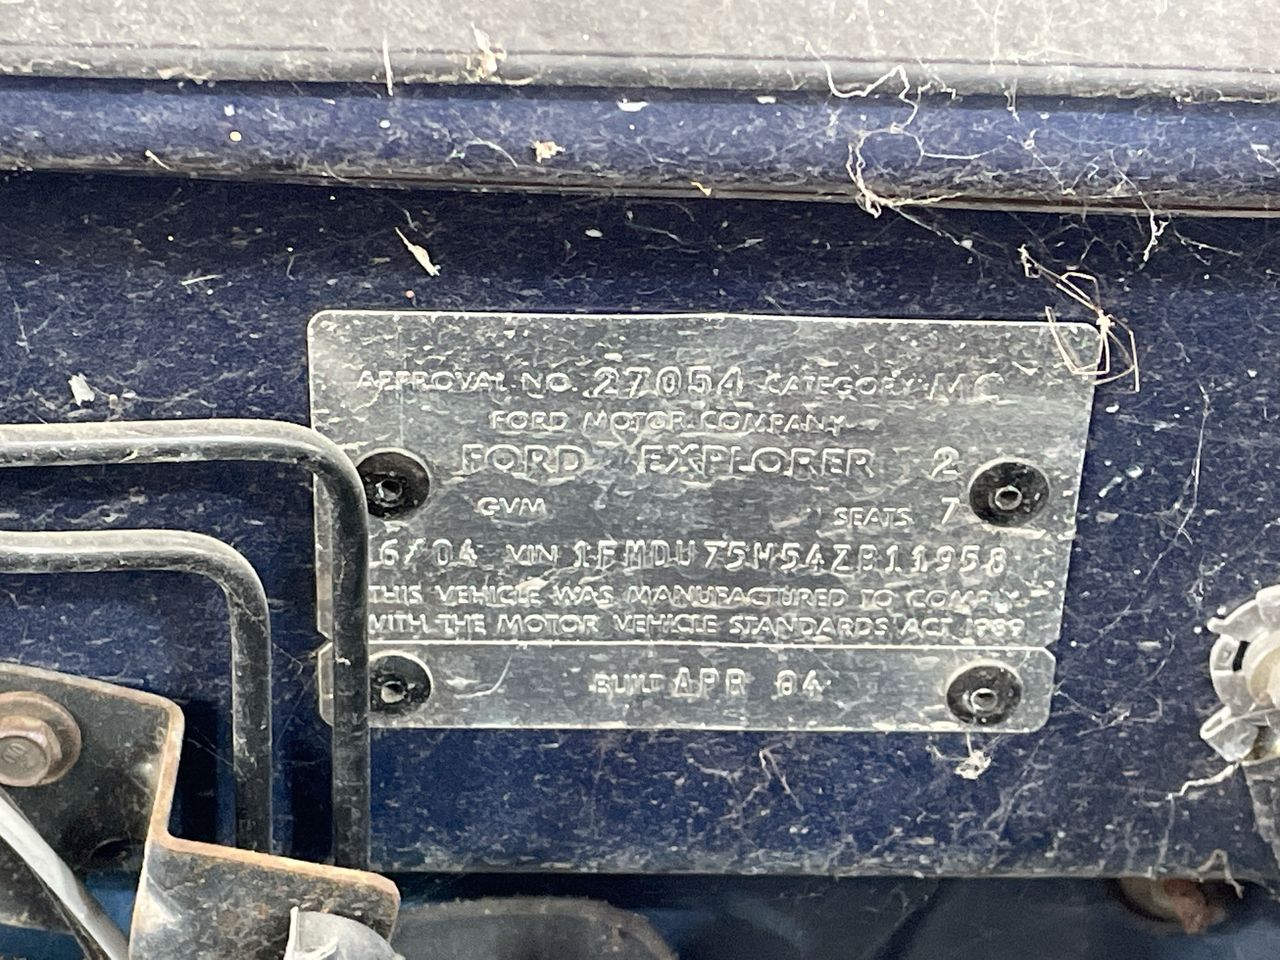 APPROVAL NO. 27054 CATEGORY MC
FORD MOTOR COMPANY
FORD EXPLORER 2
GVM SEATS 7
6/04 VIN 1FMDU75W54ZB11958
THIS VEHICLE WAS MANUFACTURED TO COMPLY
WITH THE MOTOR VEHICLE STANDARDS ACT 1989
BUILT APR 04